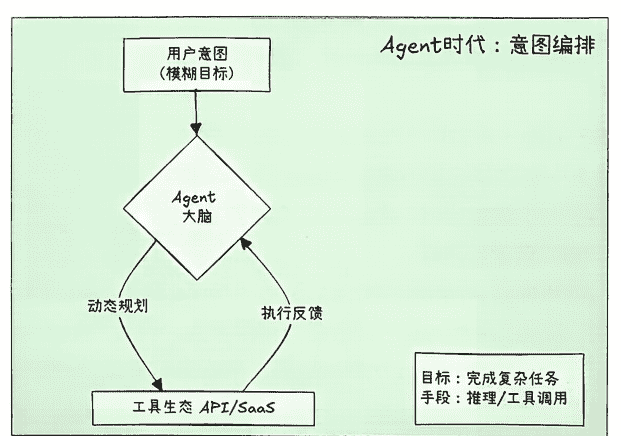 Agent时代：意图编排
用户意图
（模糊目标）
Agent
大脑
动态规划
执行反馈
工具生态 API/SaaS
目标：完成复杂任务
手段：推理/工具调用